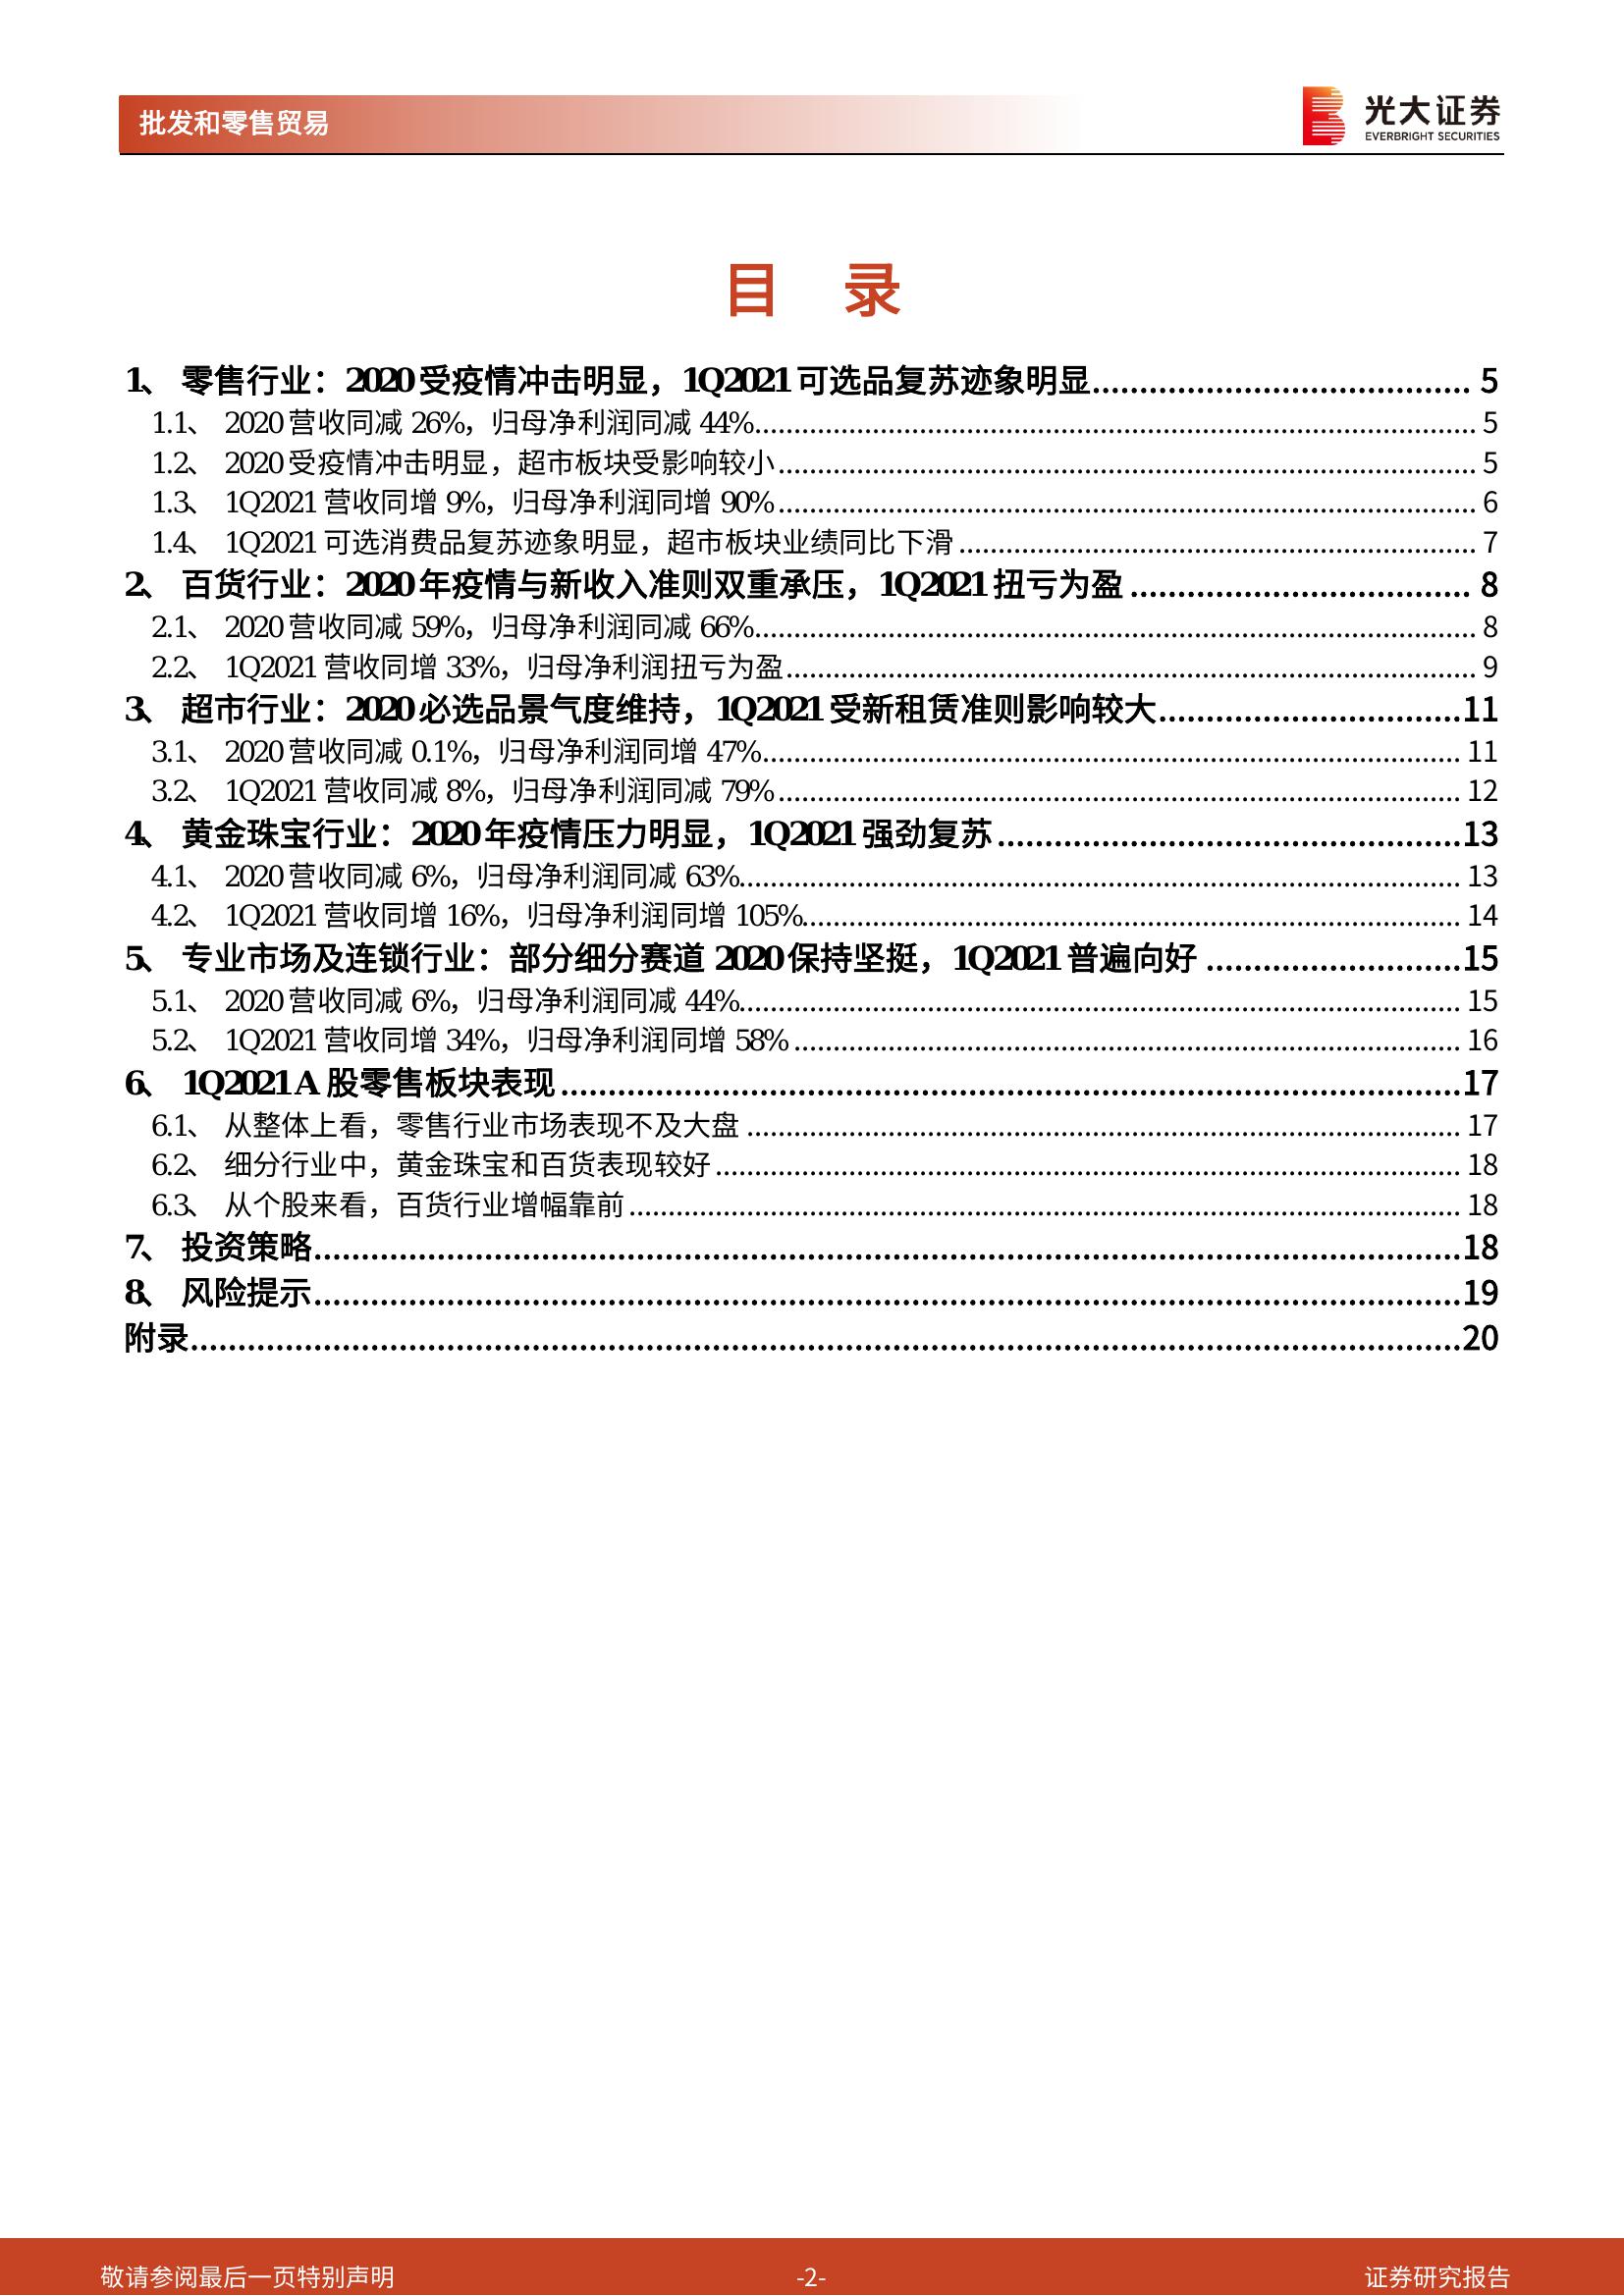 批发和零售贸易
光大证券
EVERBRIGHT SECURITIES
目 录
1、 零售行业：2020 受疫情冲击明显，1Q2021 可选品复苏迹象明显 5
1.1、 2020 营收同减 26%，归母净利润同减 44% 5
1.2、 2020 受疫情冲击明显，超市板块受影响较小 5
1.3、 1Q2021 营收同增 9%，归母净利润同增 90% 6
1.4、 1Q2021 可选消费品复苏迹象明显，超市板块业绩同比下滑 7
2、 百货行业：2020 年疫情与新收入准则双重承压，1Q2021 扭亏为盈 8
2.1、 2020 营收同减 59%，归母净利润同减 66% 8
2.2、 1Q2021 营收同增 33%，归母净利润扭亏为盈 9
3、 超市行业：2020 必选品景气度维持，1Q2021 受新租赁准则影响较大 11
3.1、 2020 营收同减 0.1%，归母净利润同增 47% 11
3.2、 1Q2021 营收同减 8%，归母净利润同减 79% 12
4、 黄金珠宝行业：2020 年疫情压力明显，1Q2021 强劲复苏 13
4.1、 2020 营收同减 6%，归母净利润同减 63% 13
4.2、 1Q2021 营收同增 16%，归母净利润同增 105% 14
5、 专业市场及连锁行业：部分细分赛道 2020 保持坚挺，1Q2021 普遍向好 15
5.1、 2020 营收同减 6%，归母净利润同减 44% 15
5.2、 1Q2021 营收同增 34%，归母净利润同增 58% 16
6、 1Q2021 A 股零售板块表现 17
6.1、 从整体上看，零售行业市场表现不及大盘 17
6.2、 细分行业中，黄金珠宝和百货表现较好 18
6.3、 从个股来看，百货行业增幅靠前 18
7、 投资策略 18
8、 风险提示 19
附录 20
敬请参阅最后一页特别声明 -2- 证券研究报告